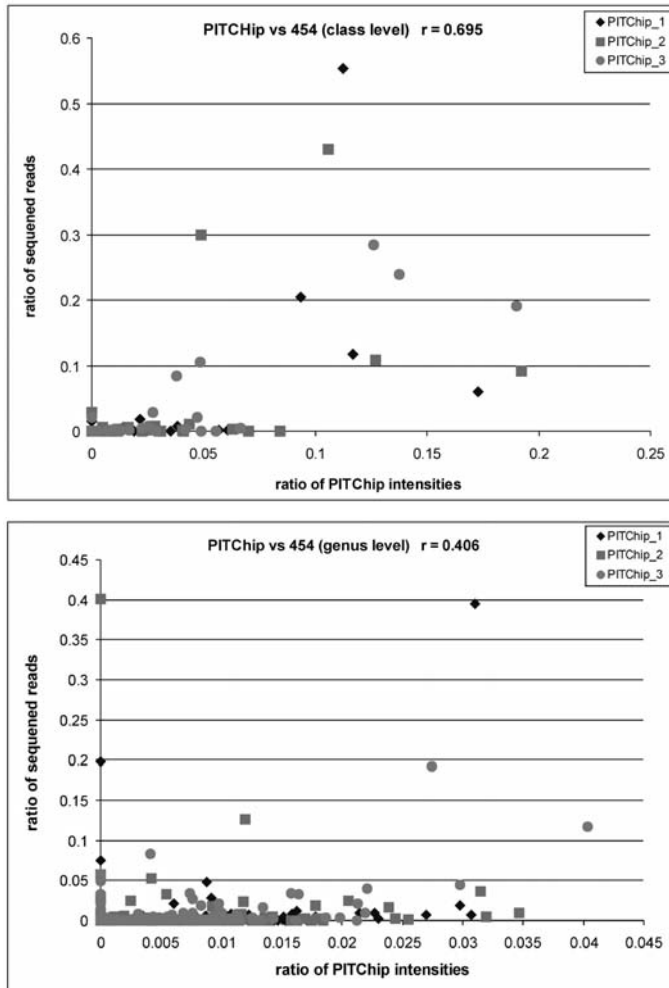 PITCHip vs 454 (class level) r = 0.695
PITChip_1
PITChip_2
PITChip_3
ratio of sequened reads
0.6
0.5
0.4
0.3
0.2
0.1
0
0 0.05 0.1 0.15 0.2 0.25
ratio of PITChip intensities
PITChip vs 454 (genus level) r = 0.406
PITChip_1
PITChip_2
PITChip_3
ratio of sequened reads
0.45
0.4
0.35
0.3
0.25
0.2
0.15
0.1
0.05
0
0 0.005 0.01 0.015 0.02 0.025 0.03 0.035 0.04 0.045
ratio of PITChip intensities